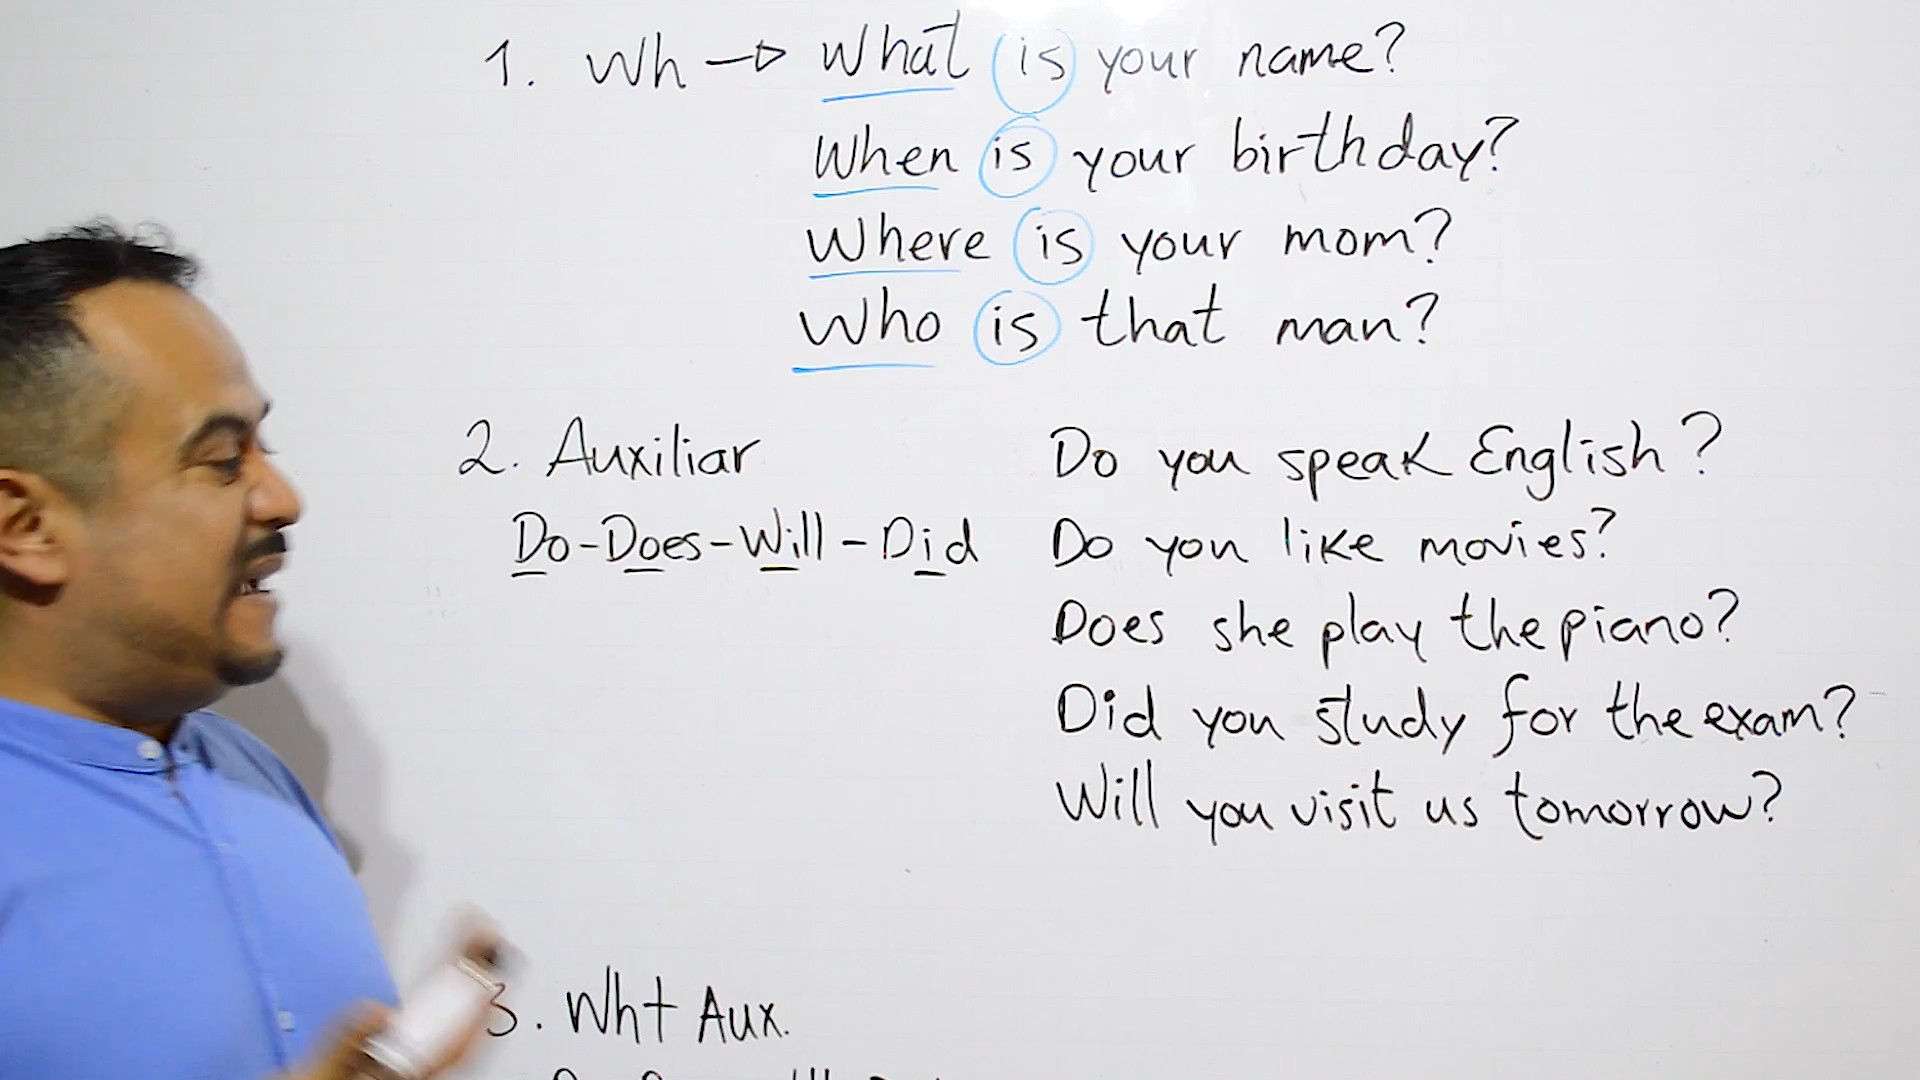 1. Wh → What is your name?
When is your birthday?
Where is your mom?
Who is that man?
2. Auxiliar
Do-Does-Will-Did
Do you speak English?
Do you like movies?
Does she play the piano?
Did you study for the exam?
Will you visit us tomorrow?
3. Wh+ Aux.